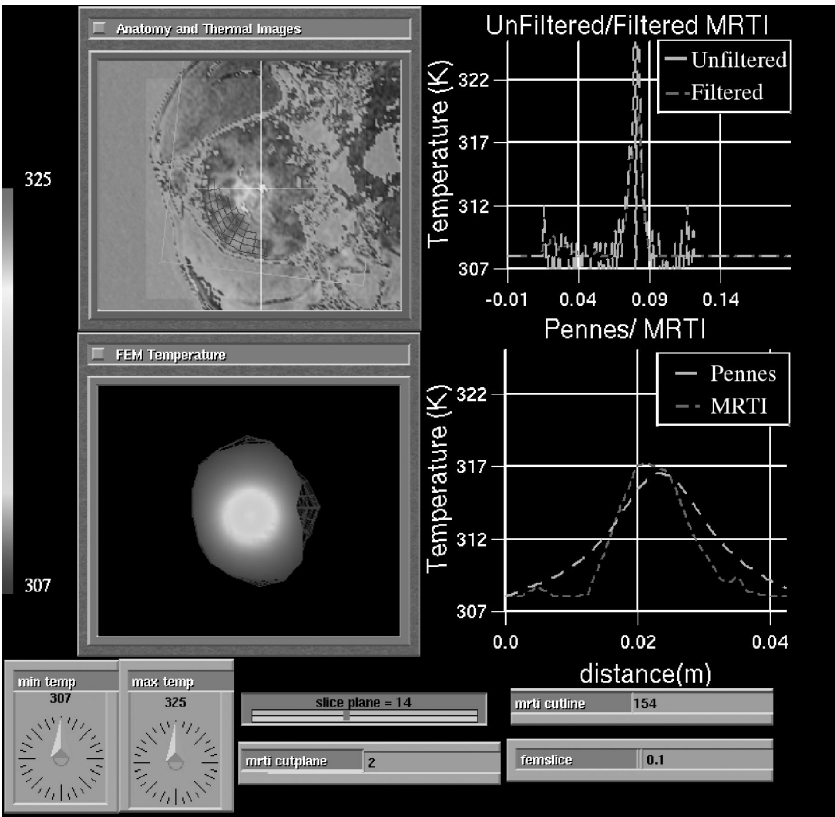 Anatomy and Thermal Images
325
307
FEM Temperature
UnFiltered/Filtered MRTI
Unfiltered
Filtered
Temperature (K)
322
317
312
307
-0.01 0.04 0.09 0.14
Pennes/ MRTI
Pennes
MRTI
Temperature (K)
322
317
312
307
0.0 0.02 0.04
distance(m)
min temp
307
max temp
325
slice plane = 14
mrti cutplane 2
mrti cutline 154
femslice 0.1